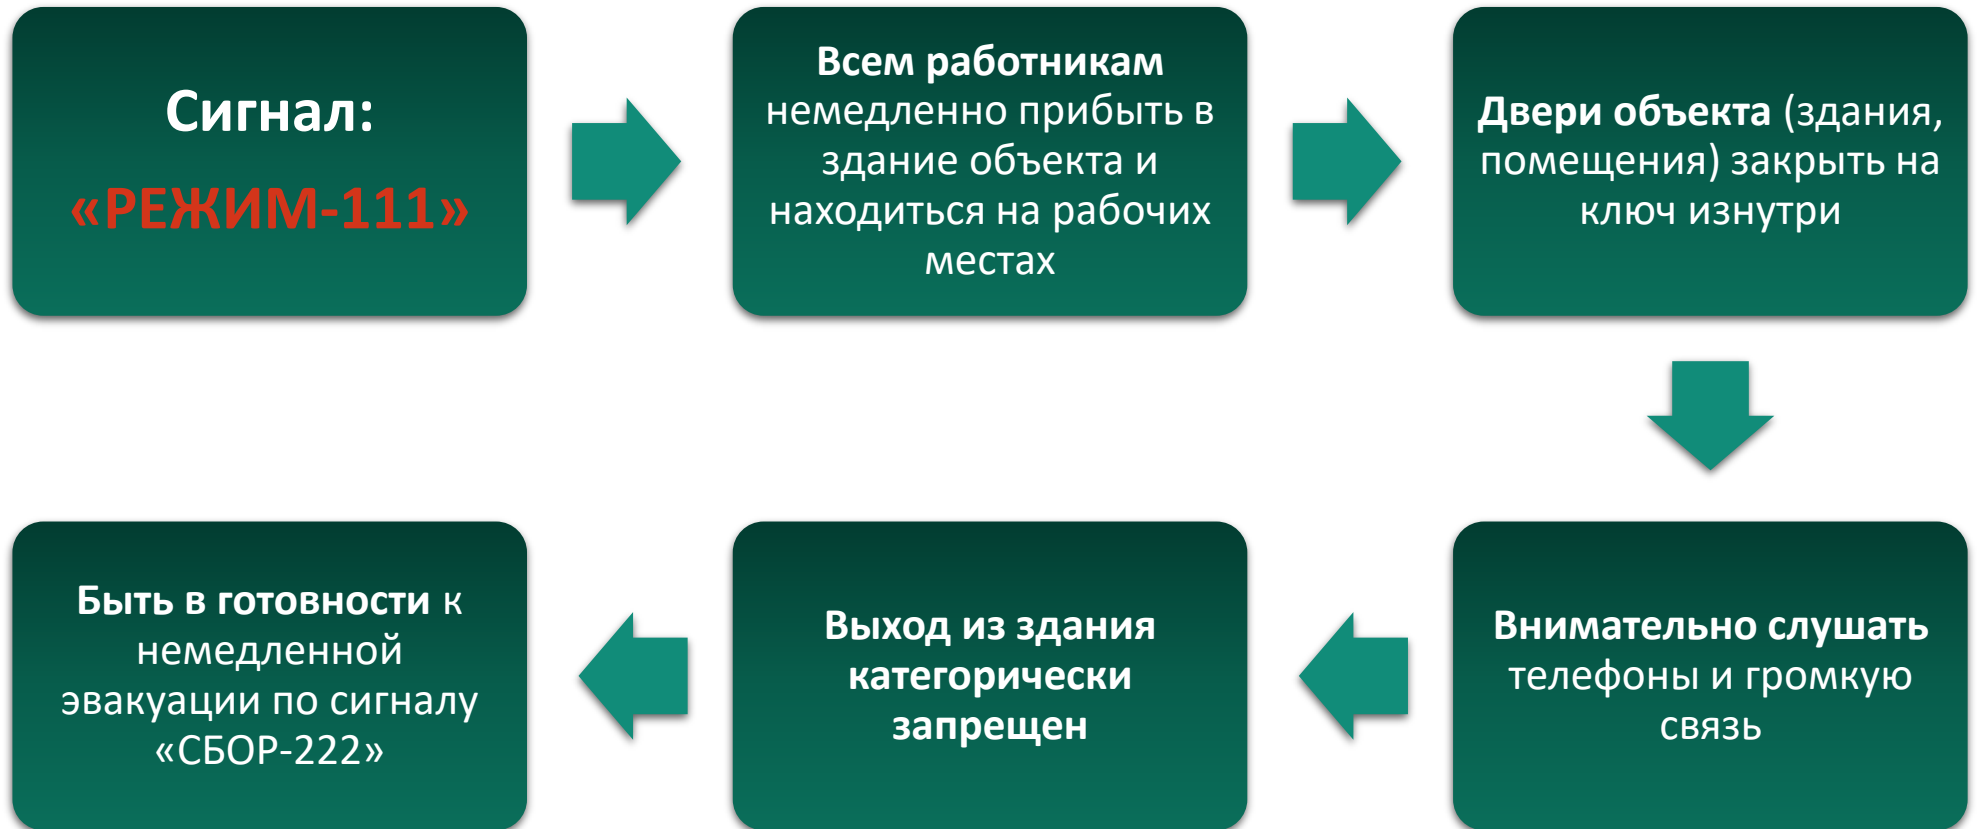 Сигнал:
«РЕЖИМ-111»
Всем работникам
немедленно прибыть в
здание объекта и
находиться на рабочих
местах
Двери объекта (здания,
помещения) закрыть на
ключ изнутри
Внимательно слушать
телефоны и громкую
связь
Выход из здания
категорически
запрещен
Быть в готовности к
немедленной
эвакуации по сигналу
«СБОР-222»